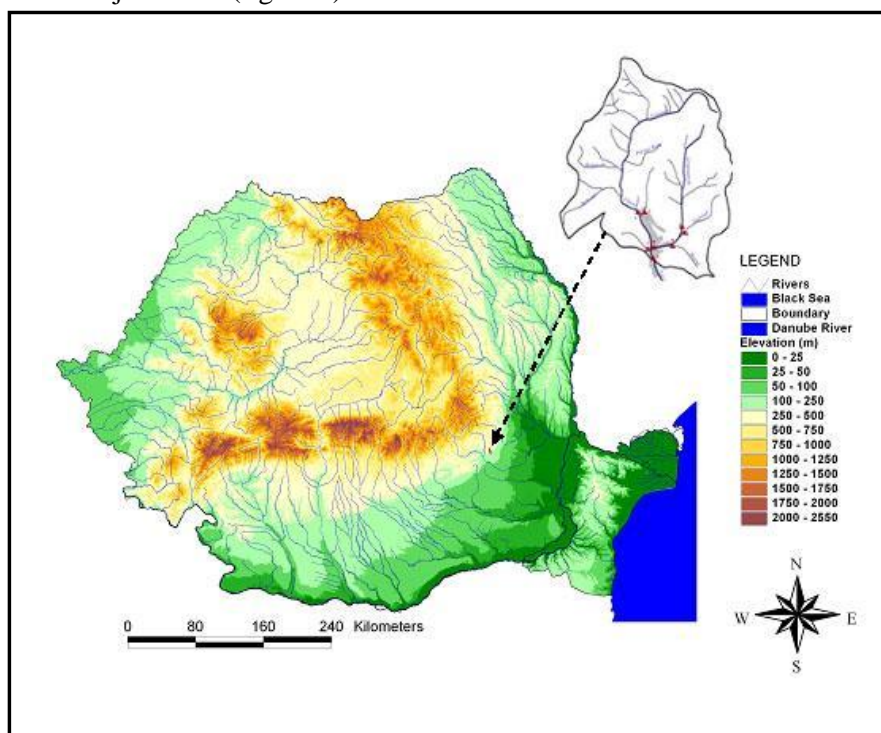 LEGEND
Rivers
Black Sea
Boundary
Danube River
Elevation (m)
0 - 25
25 - 50
50 - 100
100 - 250
250 - 500
500 - 750
750 - 1000
1000 - 1250
1250 - 1500
1500 - 1750
1750 - 2000
2000 - 2550
0 80 160 240 Kilometers
N
W E
S